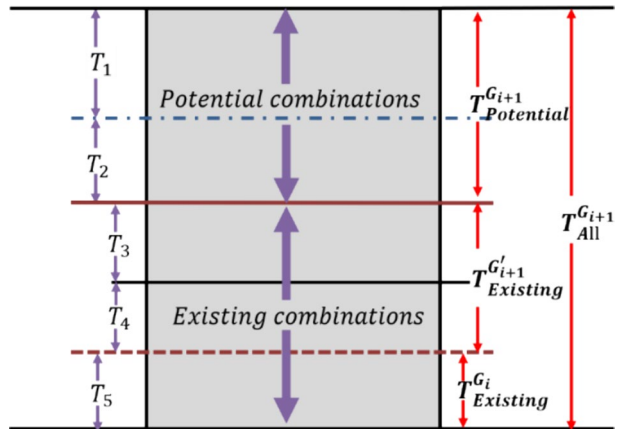 T₁
Potential combinations
T^{G_{i+1}}_{Potential}
T₂
T^{G_{i+1}}_{All}
T₃
T^{G'_{i+1}}_{Existing}
T₄
Existing combinations
T₅
T^{G_i}_{Existing}